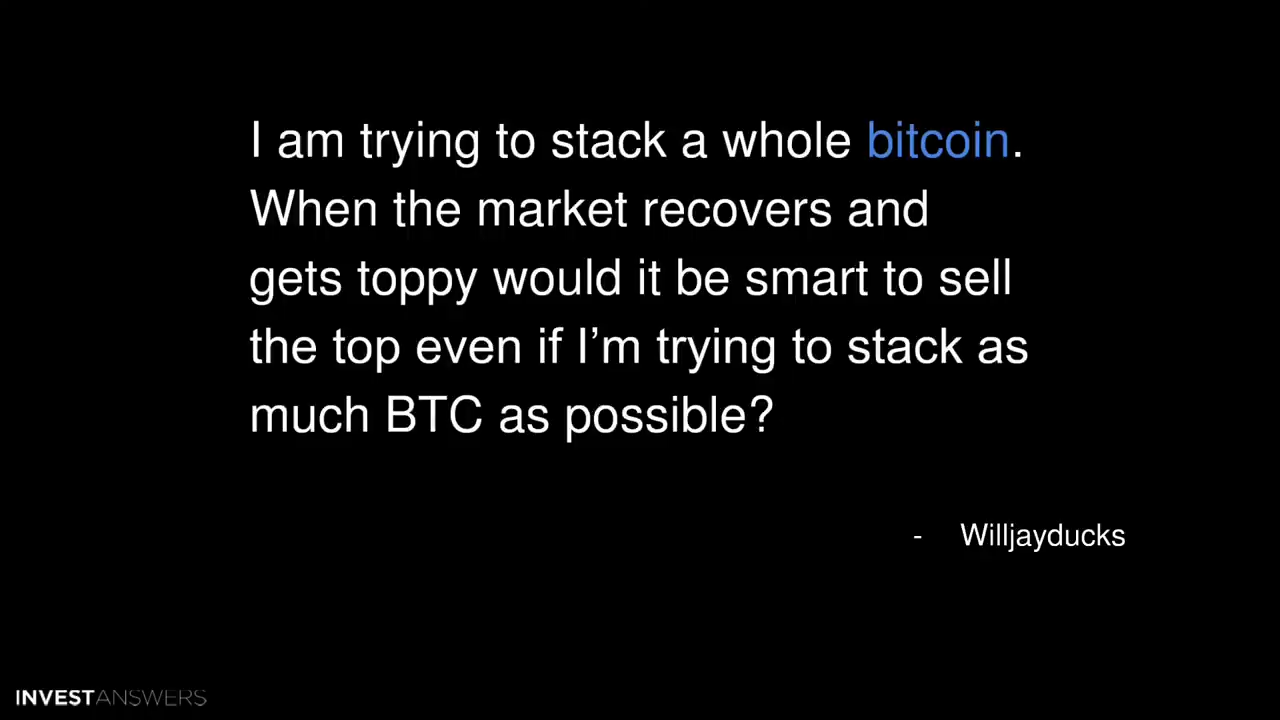 I am trying to stack a whole bitcoin.
When the market recovers and
gets toppy would it be smart to sell
the top even if I’m trying to stack as
much BTC as possible?
- Willjayducks
INVESTANSWERS